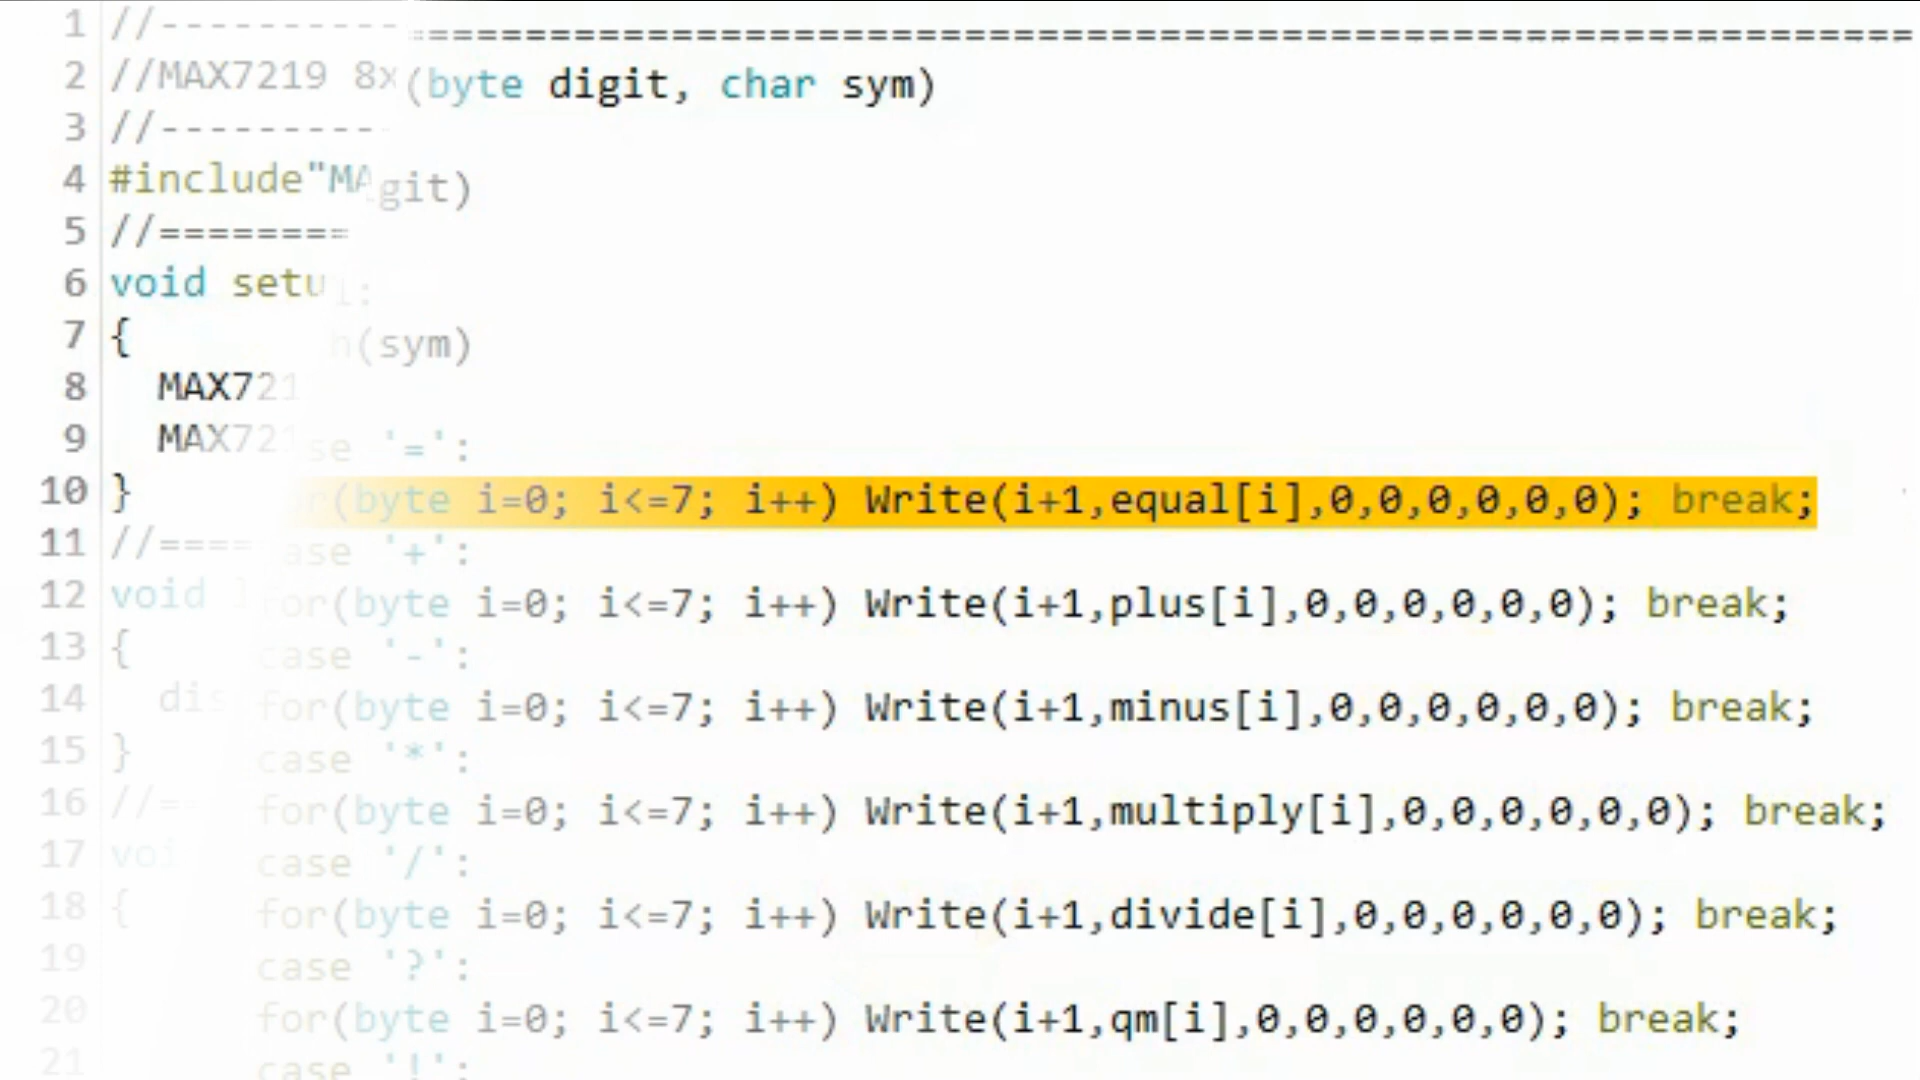 1 //----------================================================================
2 //MAX7219 8x(byte digit, char sym)
3 //---------
4 #include"MAgit)
5 //========
6 void setu l:
7 { h(sym)
8 MAX721
9 MAX721se '=':
10 } r(byte i=0; i<=7; i++) Write(i+1,equal[i],0,0,0,0,0,0); break;
11 //====ase '+':
12 void l for(byte i=0; i<=7; i++) Write(i+1,plus[i],0,0,0,0,0,0); break;
13 { case '-':
14 dis for(byte i=0; i<=7; i++) Write(i+1,minus[i],0,0,0,0,0,0); break;
15 } case '*':
16 //== for(byte i=0; i<=7; i++) Write(i+1,multiply[i],0,0,0,0,0,0); break;
17 voi case '/':
18 { for(byte i=0; i<=7; i++) Write(i+1,divide[i],0,0,0,0,0,0); break;
19 case '?':
20 for(byte i=0; i<=7; i++) Write(i+1,qm[i],0,0,0,0,0,0); break;
21 case '!':